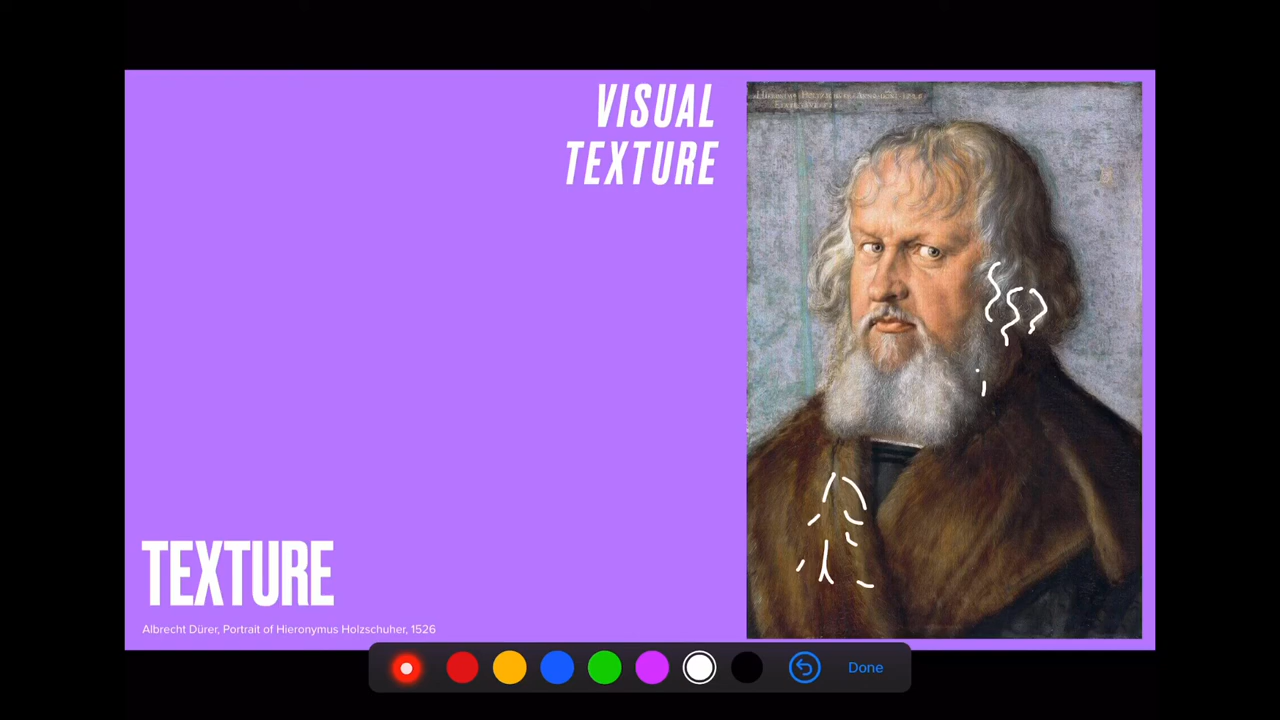 VISUAL
TEXTURE
TEXTURE
Albrecht Dürer, Portrait of Hieronymus Holzschuher, 1526
Done